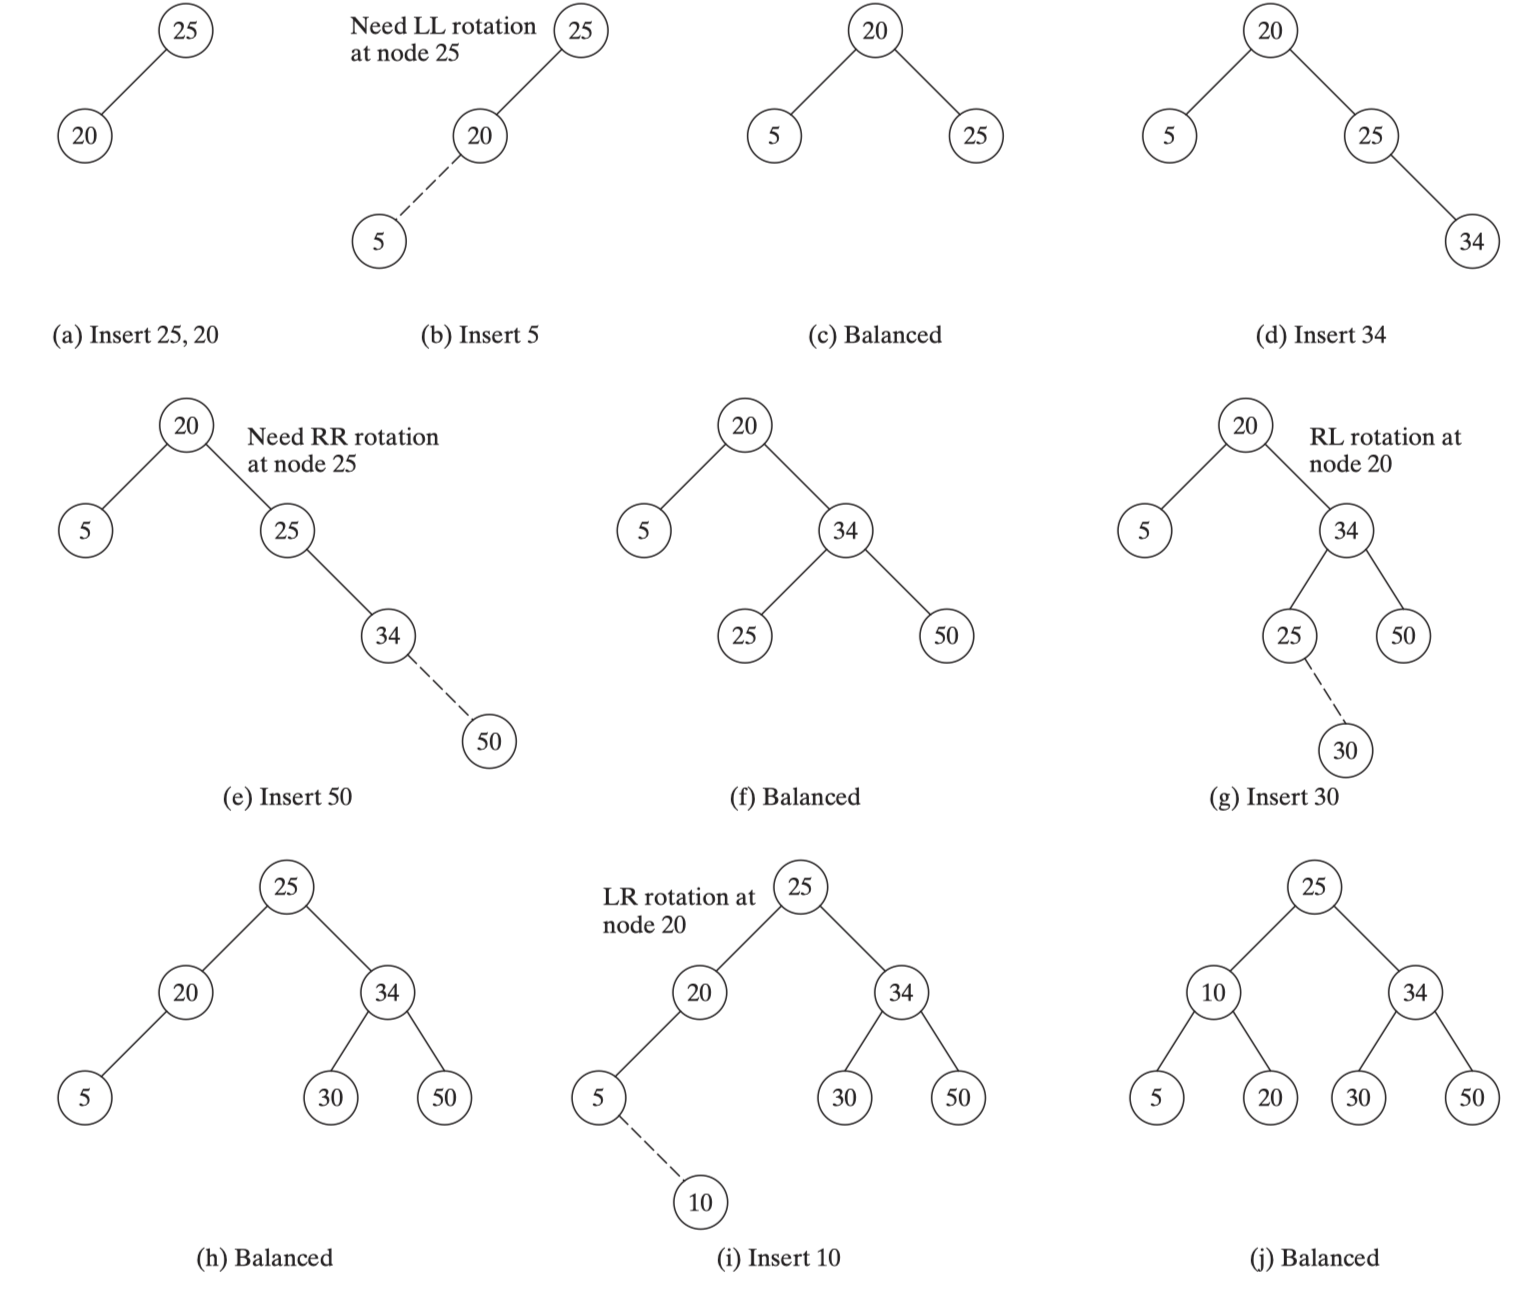 25
Need LL rotation
at node 25
25
20
20
20
20
5
25
5
25
5
34
(a) Insert 25, 20
(b) Insert 5
(c) Balanced
(d) Insert 34
20
Need RR rotation
at node 25
20
20
RL rotation at
node 20
5
25
5
34
5
34
34
25
50
25
50
50
30
(e) Insert 50
(f) Balanced
(g) Insert 30
25
LR rotation at
node 20
25
25
20
34
20
34
10
34
5
30
50
5
30
50
5
20
30
50
10
(h) Balanced
(i) Insert 10
(j) Balanced